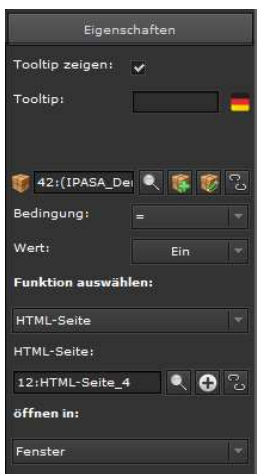 Eigenschaften
Tooltip zeigen:
Tooltip:
42:(IPASA_De
Bedingung: =
Wert: Ein
Funktion auswählen:
HTML-Seite
HTML-Seite:
12:HTML-Seite_4
öffnen in:
Fenster